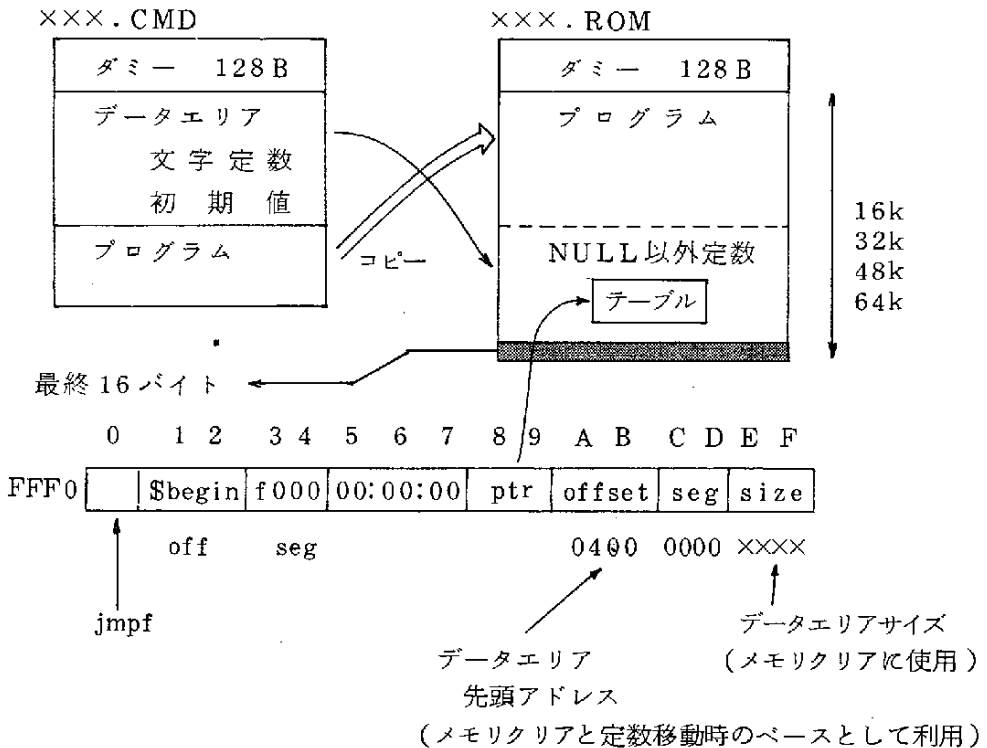 ×××.CMD
×××.ROM
ダミー 128B
データエリア
文字定数
初期値
プログラム
コピー
ダミー 128B
プログラム
NULL以外定数
テーブル
16k
32k
48k
64k
最終16バイト
0 1 2 3 4 5 6 7 8 9 A B C D E F
FFF0 $begin f000 00:00:00 ptr offset seg size
off seg 0400 0000 ××××
jmpf
データエリア
先頭アドレス
(メモリクリアと定数移動時のベースとして利用)
データエリアサイズ
(メモリクリアに使用)